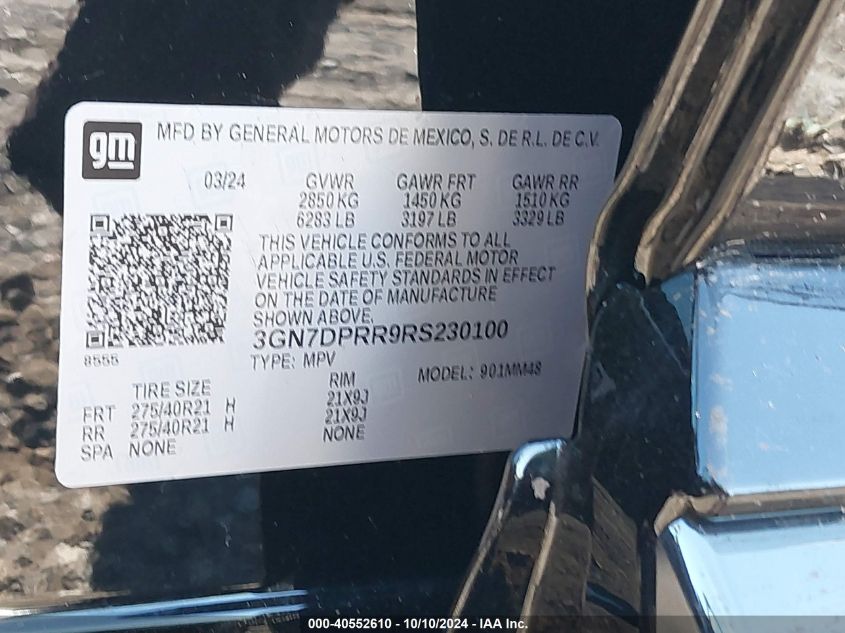 gm
MFD BY GENERAL MOTORS DE MEXICO, S. DE R.L. DE C.V.
03/24 GVWR GAWR FRT GAWR RR
2850 KG 1450 KG 1510 KG
6283 LB 3197 LB 3329 LB
THIS VEHICLE CONFORMS TO ALL
APPLICABLE U.S. FEDERAL MOTOR
VEHICLE SAFETY STANDARDS IN EFFECT
ON THE DATE OF MANUFACTURE
SHOWN ABOVE.
8555
3GN7DPRR9RS230100
TYPE: MPV MODEL: 901MM48
TIRE SIZE RIM
FRT 275/40R21 H 21X9J
RR 275/40R21 H 21X9J
SPA NONE NONE
000-40552610 - 10/10/2024 - IAA Inc.